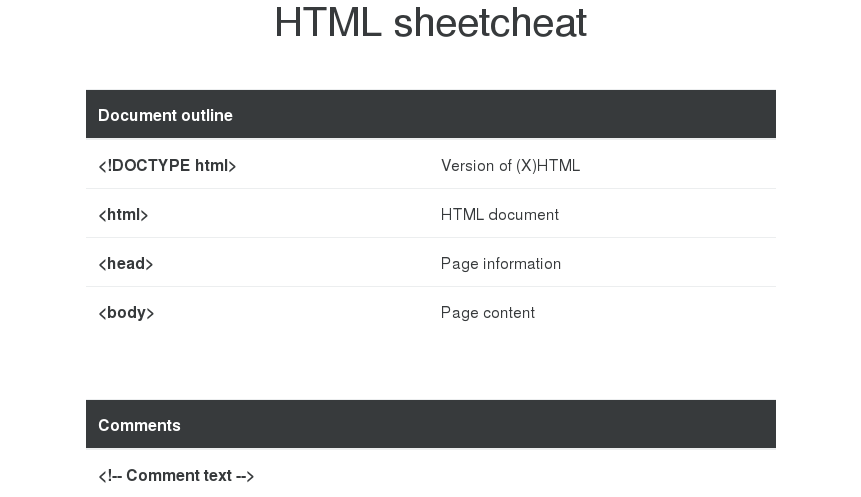 HTML sheetcheat
Document outline
<!DOCTYPE html> Version of (X)HTML
<html> HTML document
<head> Page information
<body> Page content
Comments
<!-- Comment text -->